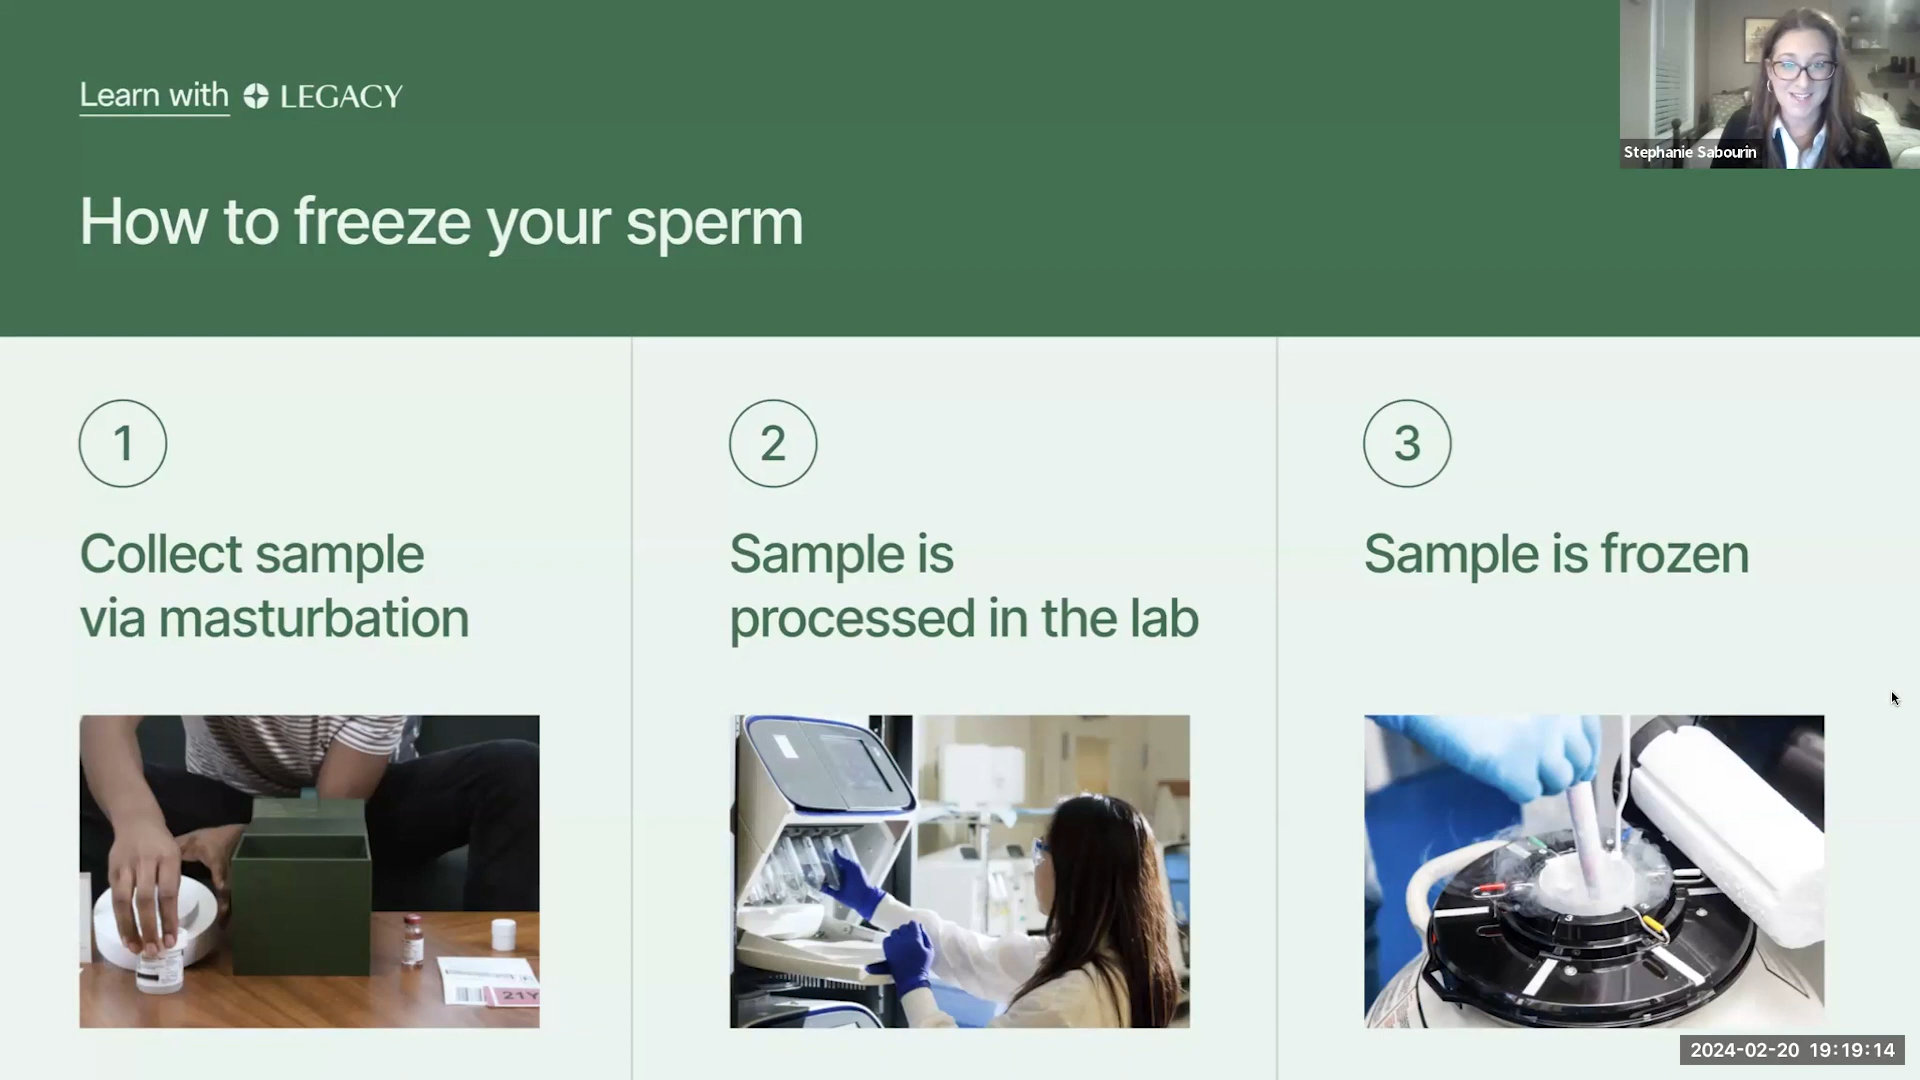 Learn with LEGACY
Stephanie Sabourin
How to freeze your sperm
1
Collect sample
via masturbation
2
Sample is
processed in the lab
3
Sample is frozen
21Y
3
2024-02-20 19:19:14